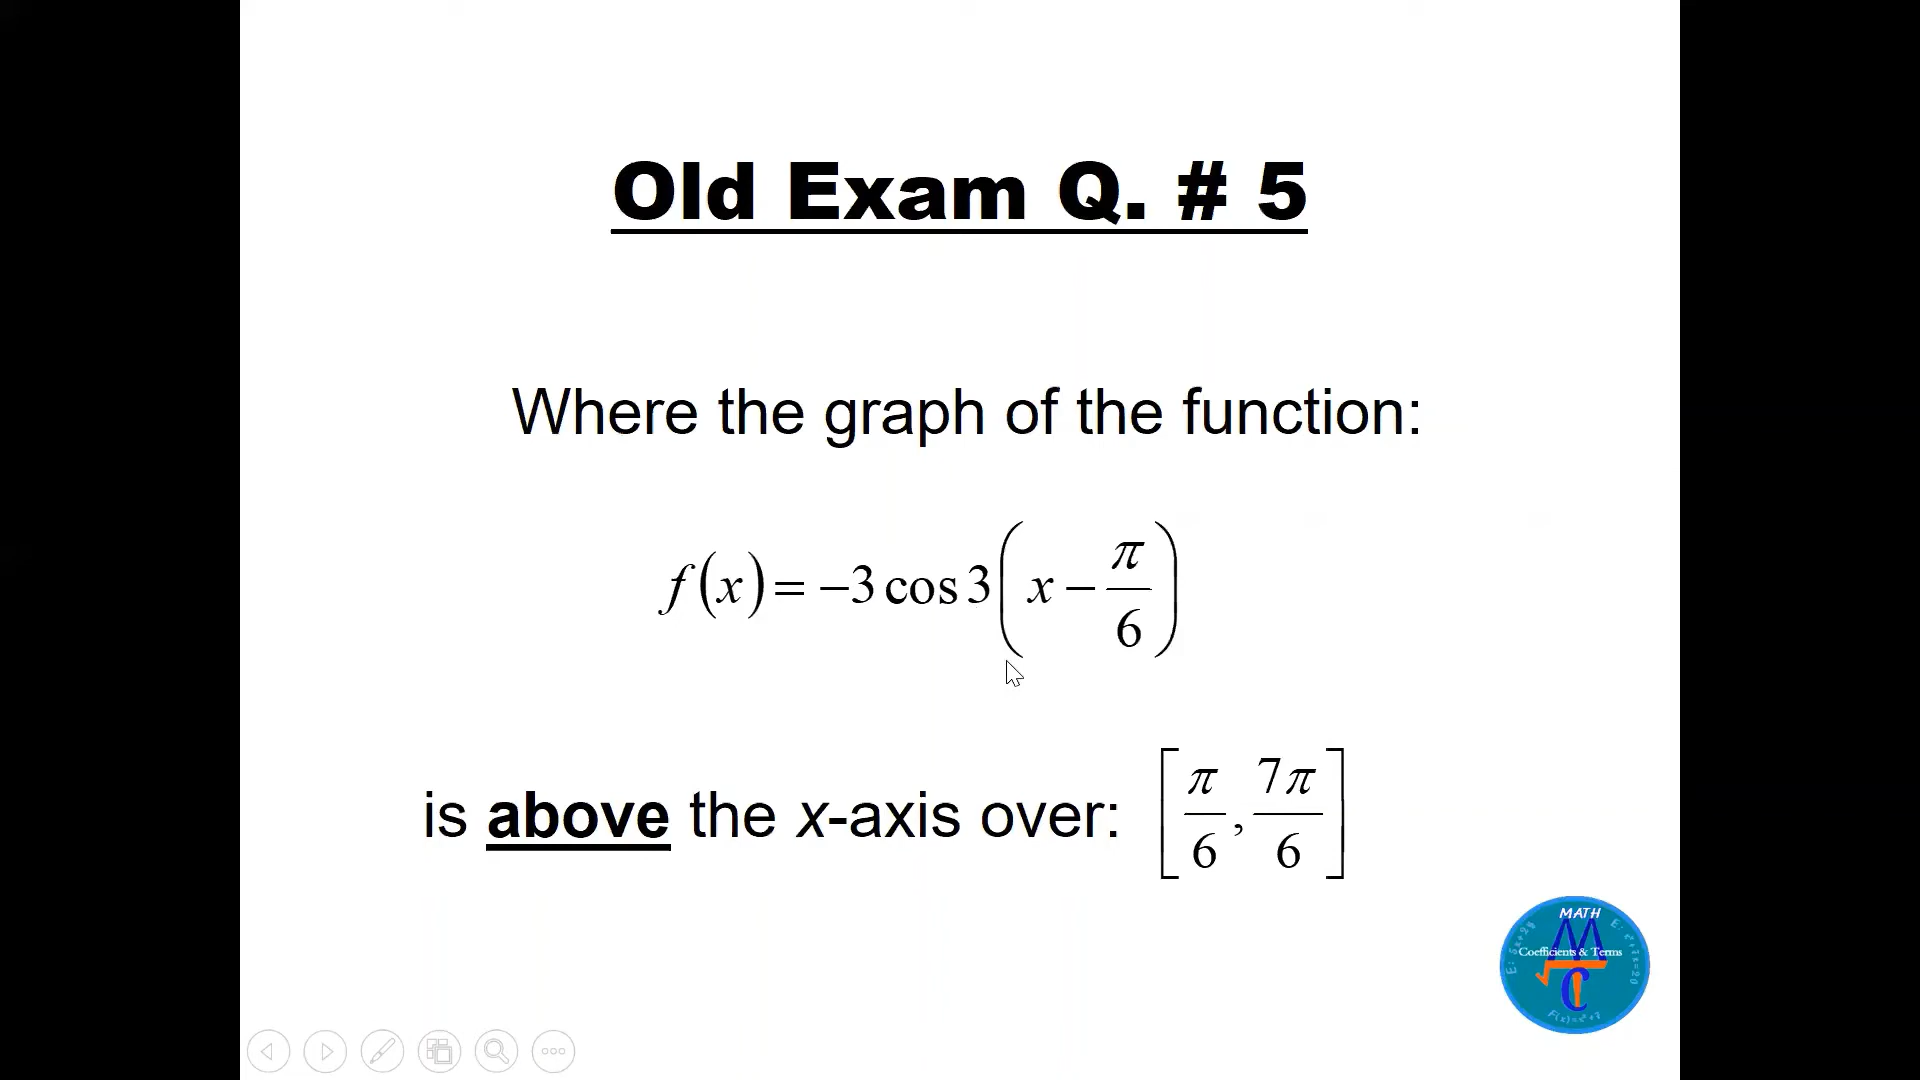 Old Exam Q. # 5
Where the graph of the function:
f(x) = −3 cos 3(x − π/6)
is above the x-axis over: [π/6, 7π/6]
MATH
Coefficients & Terms